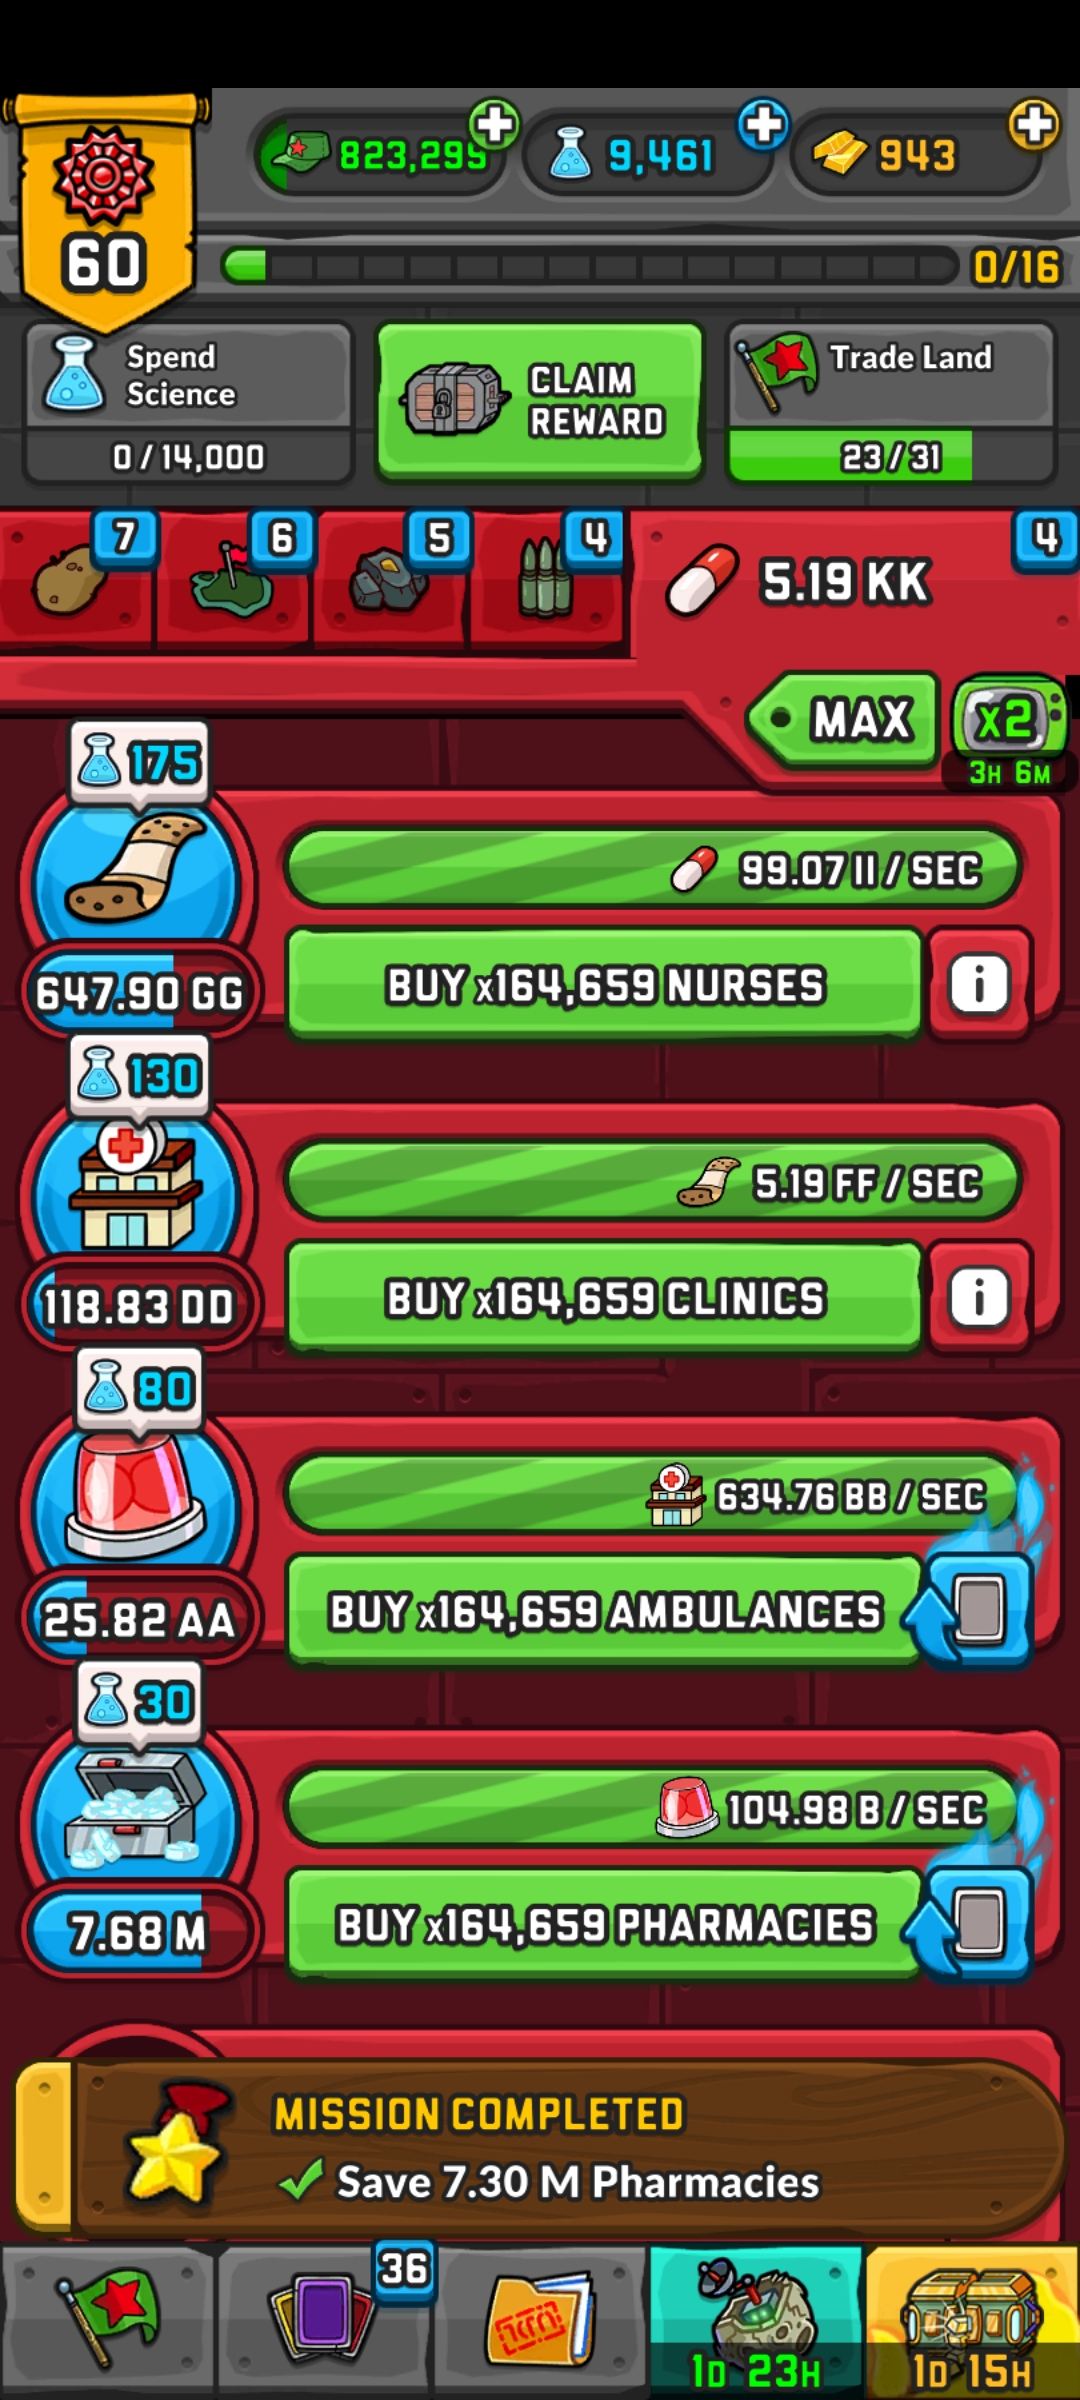 60
823,299
9,461
943
0/16
Spend
Science
0/14,000
CLAIM
REWARD
Trade Land
23/31
7
6
5
4
5.19 KK
4
MAX
x2
3H 6M
175
99.07 II / SEC
647.90 GG
BUY x164,659 NURSES
i
130
5.19 FF / SEC
118.83 DD
BUY x164,659 CLINICS
i
80
634.76 BB / SEC
25.82 AA
BUY x164,659 AMBULANCES
30
104.98 B / SEC
7.68 M
BUY x164,659 PHARMACIES
MISSION COMPLETED
Save 7.30 M Pharmacies
36
1D 23H
1D 15H